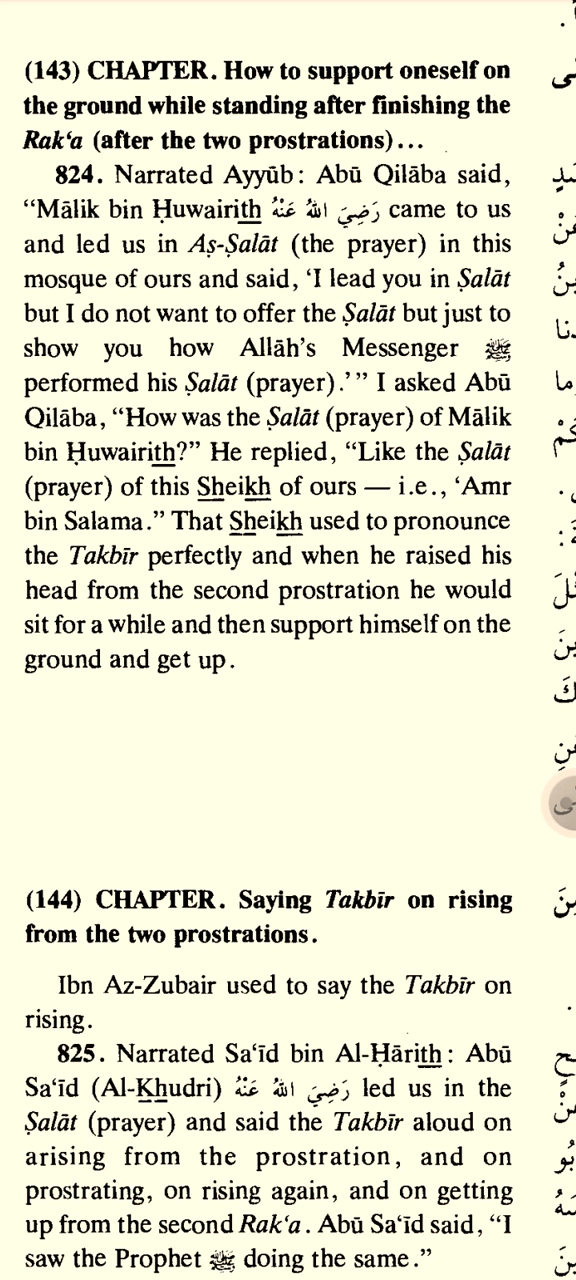 (143) CHAPTER. How to support oneself on
the ground while standing after finishing the
Rak‘a (after the two prostrations)...
824. Narrated Ayyūb: Abū Qilāba said,
“Mālik bin Ḥuwairith رَضِيَ اللهُ عَنْهُ came to us
and led us in Aṣ-Ṣalāt (the prayer) in this
mosque of ours and said, ‘I lead you in Ṣalāt
but I do not want to offer the Ṣalāt but just to
show you how Allāh’s Messenger ﷺ
performed his Ṣalāt (prayer).’” I asked Abū
Qilāba, “How was the Ṣalāt (prayer) of Mālik
bin Ḥuwairith?” He replied, “Like the Ṣalāt
(prayer) of this Sheikh of ours — i.e., ‘Amr
bin Salama.” That Sheikh used to pronounce
the Takbīr perfectly and when he raised his
head from the second prostration he would
sit for a while and then support himself on the
ground and get up.
(144) CHAPTER. Saying Takbīr on rising
from the two prostrations.
Ibn Az-Zubair used to say the Takbīr on
rising.
825. Narrated Sa‘īd bin Al-Ḥārith: Abū
Sa‘īd (Al-Khudri) رَضِيَ اللهُ عَنْهُ led us in the
Ṣalāt (prayer) and said the Takbīr aloud on
arising from the prostration, and on
prostrating, on rising again, and on getting
up from the second Rak‘a. Abū Sa‘īd said, “I
saw the Prophet ﷺ doing the same.”